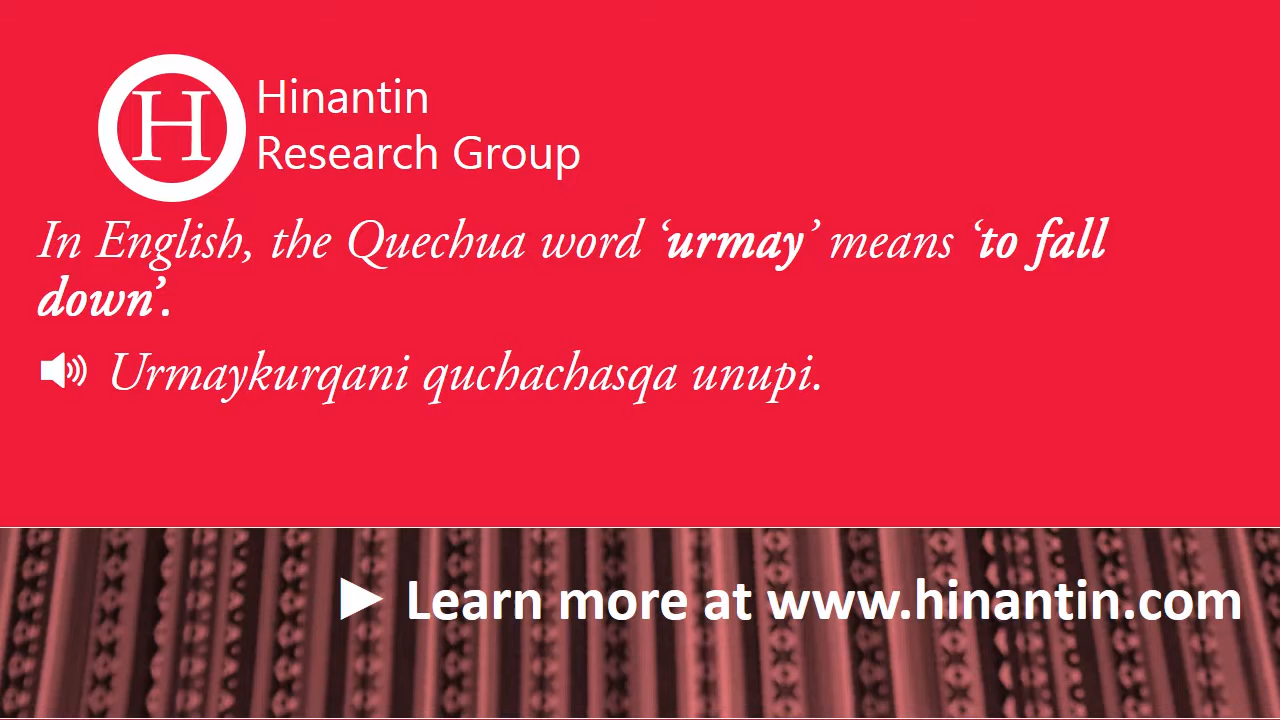 H
Hinantin
Research Group
In English, the Quechua word ‘urmay’ means ‘to fall
down’.
Urmaykurqani quchachasqa unupi.
Learn more at www.hinantin.com